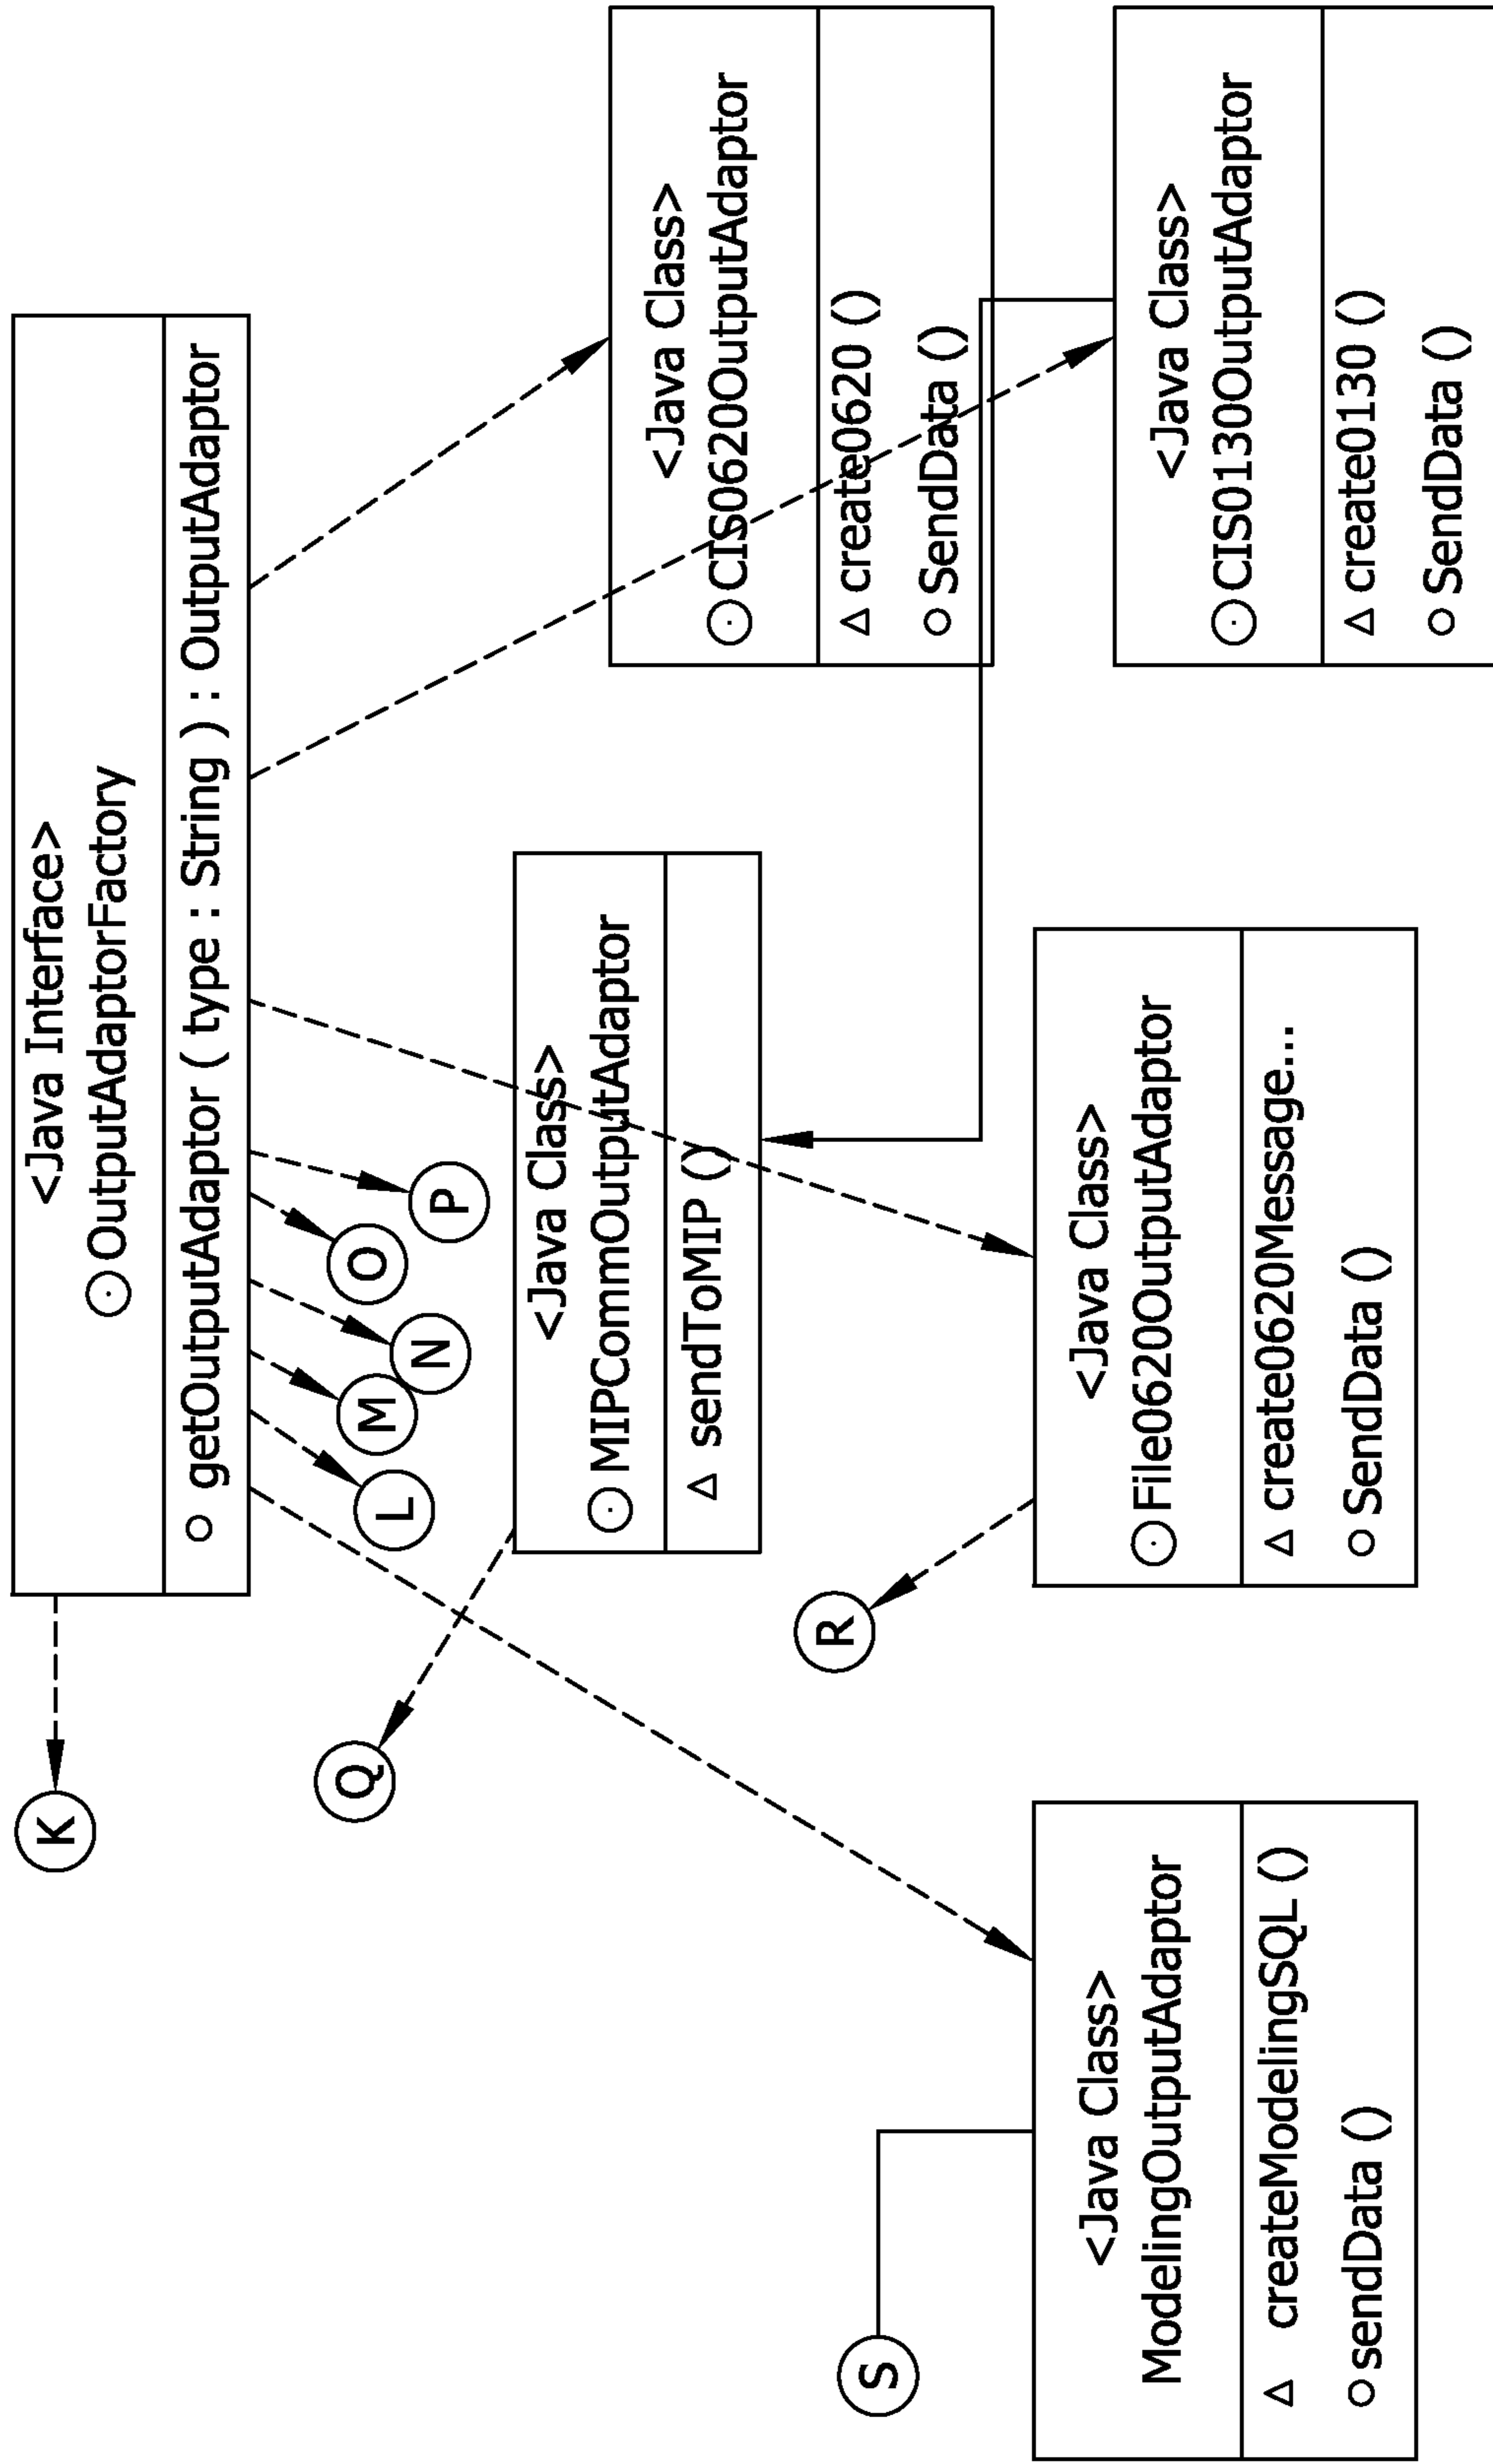 <Java Interface>
OutputAdaptorFactory
getOutputAdaptor ( type : String ) : OutputAdaptor
K
L
M
N
O
P
Q
<Java Class>
MIPCommOutputAdaptor
sendToMIP ()
<Java Class>
CIS0620OutputAdaptor
create0620 ()
SendData ()
R
S
<Java Class>
ModelingOutputAdaptor
createModelingSQL ()
sendData ()
<Java Class>
File0620OutputAdaptor
create0620Message...
SendData ()
<Java Class>
CIS0130OutputAdaptor
create0130 ()
SendData ()